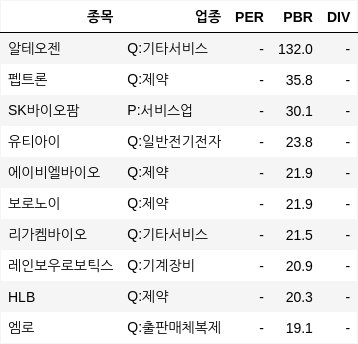 종목 업종 PER PBR DIV
알테오젠 Q:기타서비스 - 132.0 -
펩트론 Q:제약 - 35.8 -
SK바이오팜 P:서비스업 - 30.1 -
유티아이 Q:일반전기전자 - 23.8 -
에이비엘바이오 Q:제약 - 21.9 -
보로노이 Q:제약 - 21.9 -
리가켐바이오 Q:기타서비스 - 21.5 -
레인보우로보틱스 Q:기계장비 - 20.9 -
HLB Q:제약 - 20.3 -
엠로 Q:출판매체복제 - 19.1 -